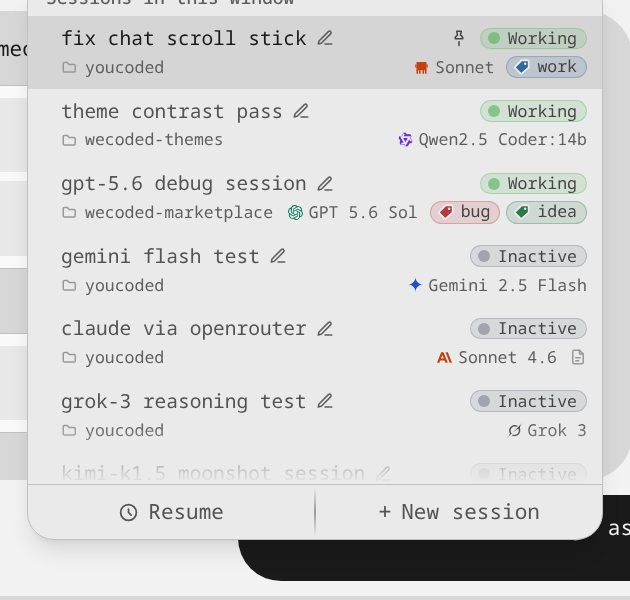 Sessions in this window
fix chat scroll stick Working
youcoded Sonnet work
theme contrast pass Working
wecoded-themes Qwen2.5 Coder:14b
gpt-5.6 debug session Working
wecoded-marketplace GPT 5.6 Sol bug idea
gemini flash test Inactive
youcoded Gemini 2.5 Flash
claude via openrouter Inactive
youcoded Sonnet 4.6
grok-3 reasoning test Inactive
youcoded Grok 3
kimi-k1.5 moonshot session Inactive
Resume + New session
as